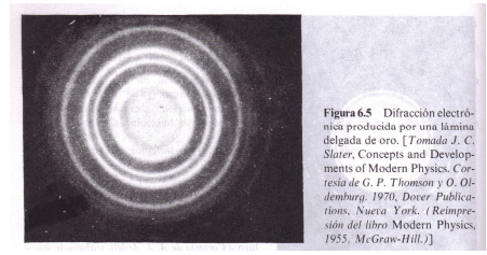 Figura 6.5 Difracción electró-
nica producida por una lámina
delgada de oro. [Tomada J. C.
Slater, Concepts and Develop-
ments of Modern Physics. Cor-
tesía de G. P. Thomson y O. Ol-
demburg. 1970, Dover Publica-
tions, Nueva York. (Reimpre-
sión del libro Modern Physics,
1955, McGraw-Hill.)]